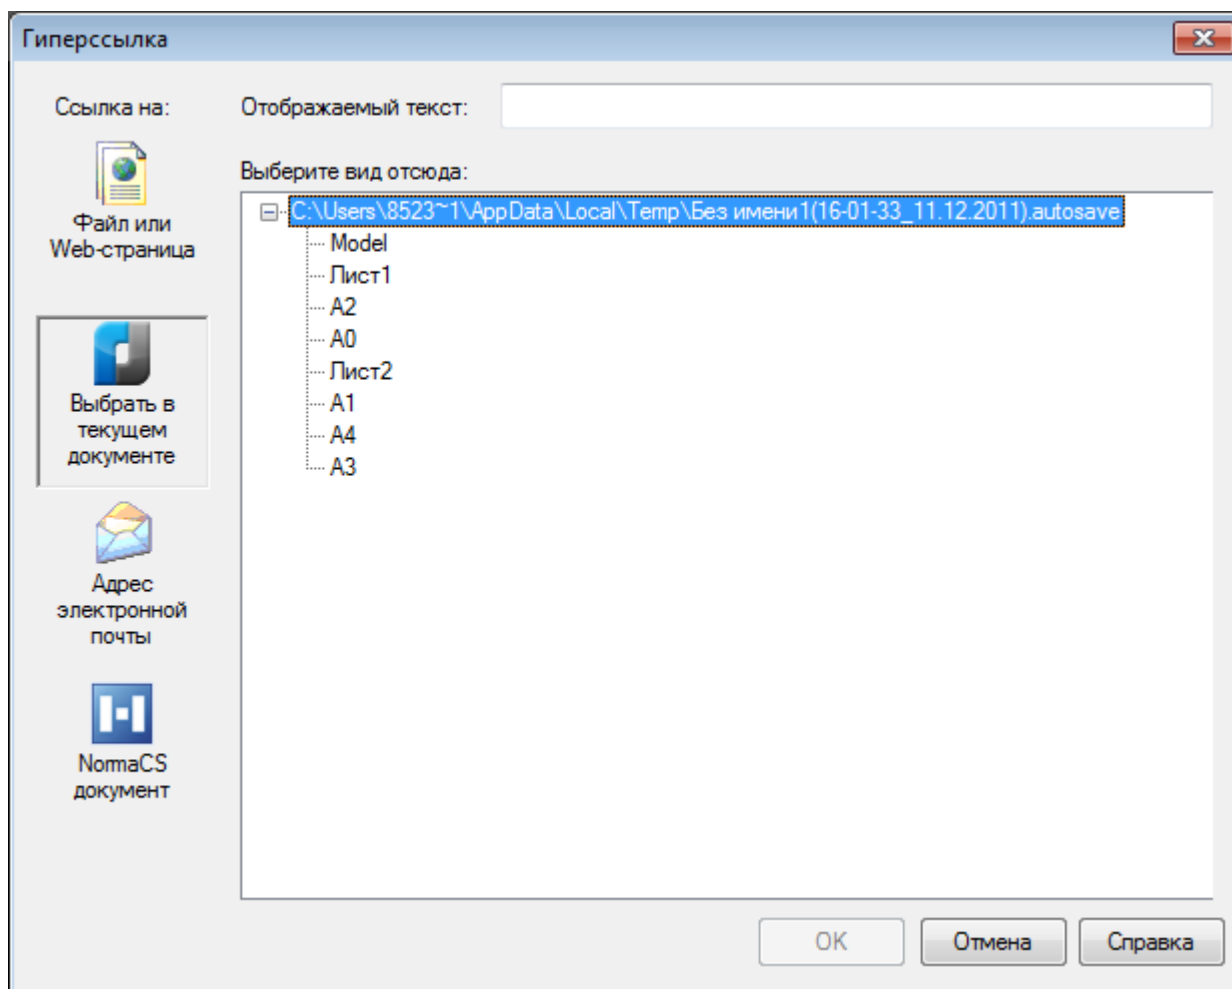 Гиперссылка
Ссылка на:
Отображаемый текст:
Файл или
Web-страница
Выбрать в
текущем
документе
Адрес
электронной
почты
NormaCS
документ
Выберите вид отсюда:
C:\Users\8523~1\AppData\Local\Temp\Без имени1(16-01-33_11.12.2011).autosave
Model
Лист1
A2
A0
Лист2
A1
A4
A3
OK
Отмена
Справка